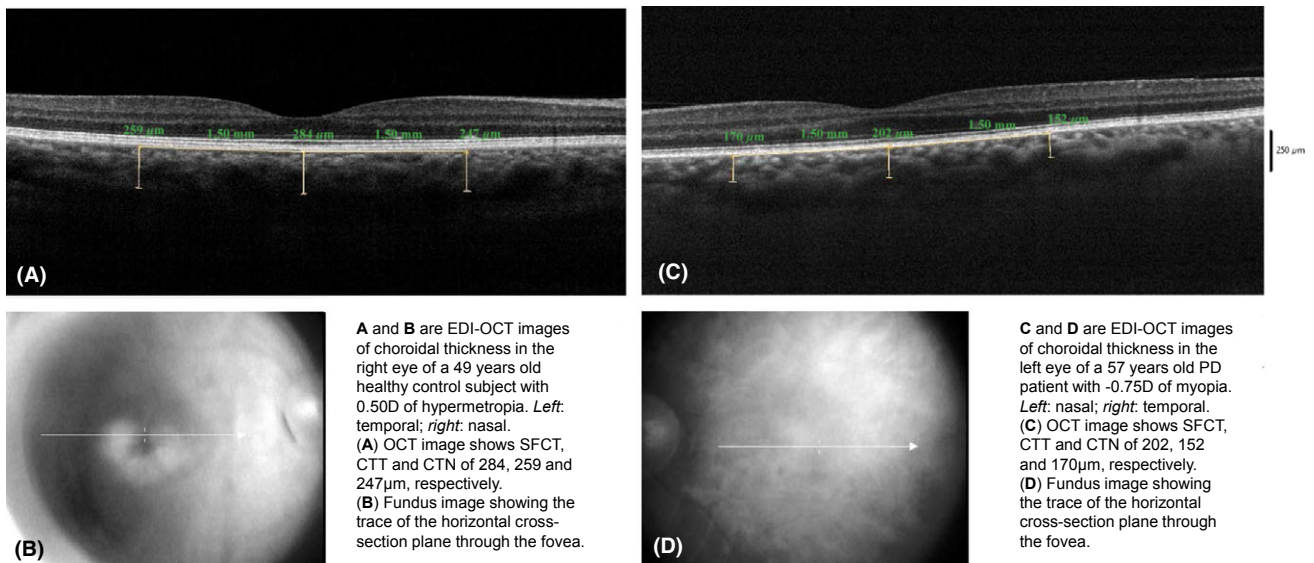 259 µm 1.50 mm 284 µm 1.50 mm 247 µm
(A)
170 µm 1.50 mm 202 µm 1.50 mm 152 µm
(C)
250 µm
(B)
A and B are EDI-OCT images
of choroidal thickness in the
right eye of a 49 years old
healthy control subject with
0.50D of hypermetropia. Left:
temporal; right: nasal.
(A) OCT image shows SFCT,
CTT and CTN of 284, 259 and
247µm, respectively.
(B) Fundus image showing the
trace of the horizontal cross-
section plane through the fovea.
(D)
C and D are EDI-OCT images
of choroidal thickness in the
left eye of a 57 years old PD
patient with -0.75D of myopia.
Left: nasal; right: temporal.
(C) OCT image shows SFCT,
CTT and CTN of 202, 152
and 170µm, respectively.
(D) Fundus image showing
the trace of the horizontal
cross-section plane through
the fovea.